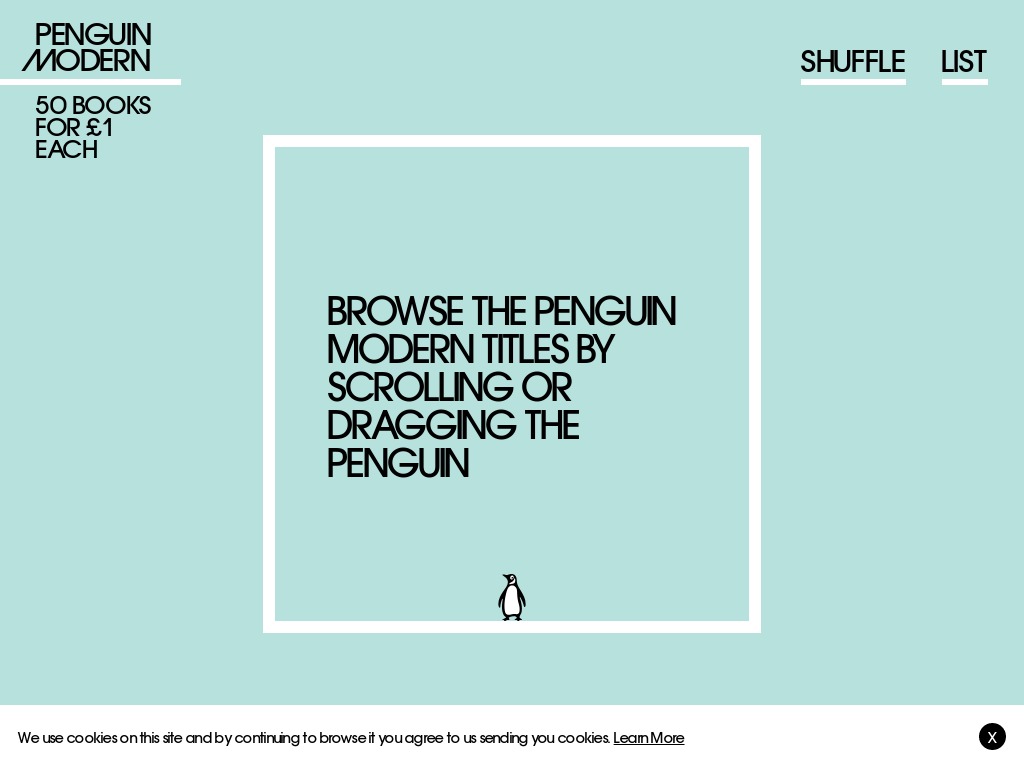 PENGUIN
MODERN
50 BOOKS
FOR £1
EACH
SHUFFLE
LIST
BROWSE THE PENGUIN
MODERN TITLES BY
SCROLLING OR
DRAGGING THE
PENGUIN
We use cookies on this site and by continuing to browse it you agree to us sending you cookies. Learn More
X